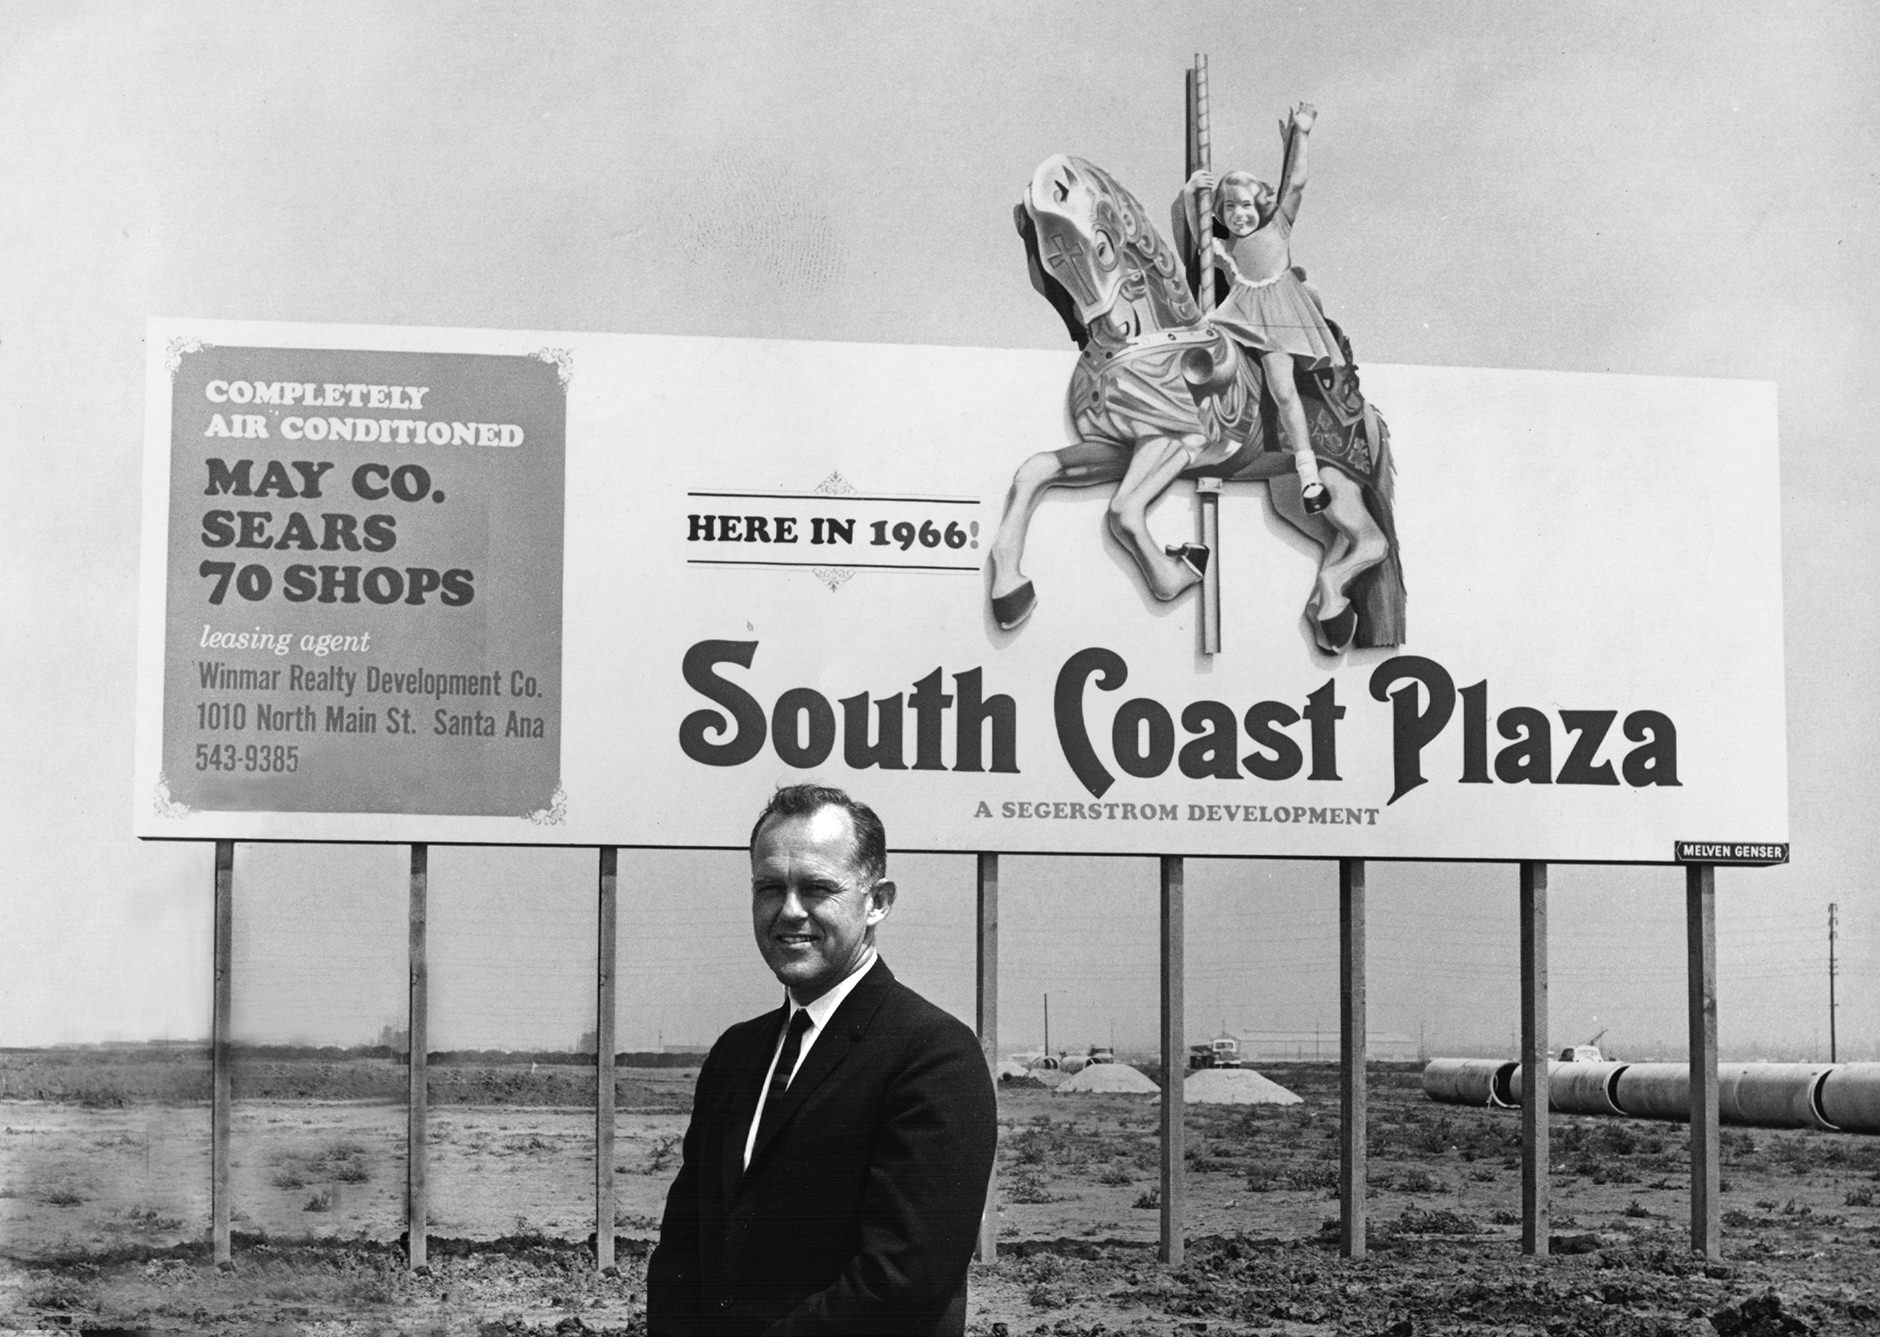 COMPLETELY
AIR CONDITIONED
MAY CO.
SEARS
70 SHOPS
leasing agent
Winmar Realty Development Co.
1010 North Main St. Santa Ana
543-9385
HERE IN 1966!
South Coast Plaza
A SEGERSTROM DEVELOPMENT
MELVEN GENSER